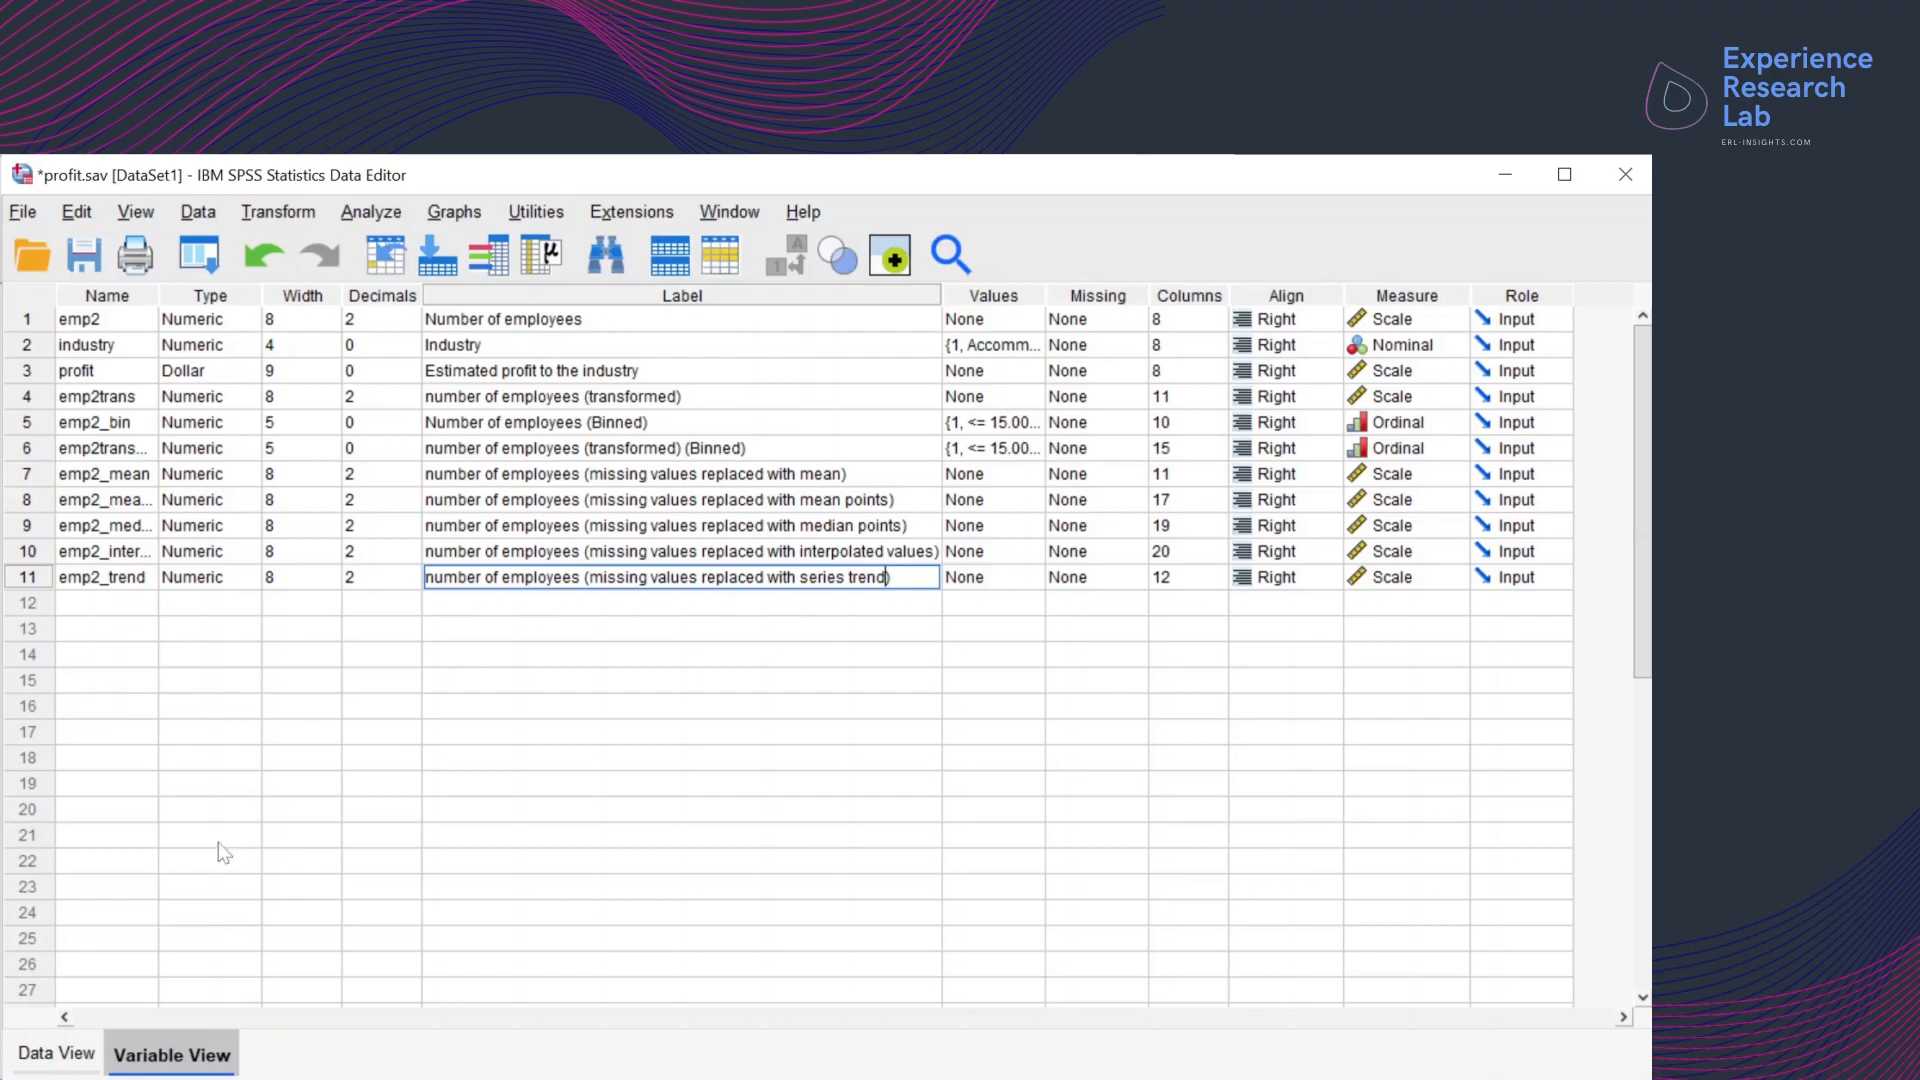 Experience
Research
Lab
ERL-INSIGHTS.COM
*profit.sav [DataSet1] - IBM SPSS Statistics Data Editor
File Edit View Data Transform Analyze Graphs Utilities Extensions Window Help
Name Type Width Decimals Label Values Missing Columns Align Measure Role
1 emp2 Numeric 8 2 Number of employees None None 8 Right Scale Input
2 industry Numeric 4 0 Industry {1, Accomm... None 8 Right Nominal Input
3 profit Dollar 9 0 Estimated profit to the industry None None 8 Right Scale Input
4 emp2trans Numeric 8 2 number of employees (transformed) None None 11 Right Scale Input
5 emp2_bin Numeric 5 0 Number of employees (Binned) {1, <= 15.00... None 10 Right Ordinal Input
6 emp2trans... Numeric 5 0 number of employees (transformed) (Binned) {1, <= 15.00... None 15 Right Ordinal Input
7 emp2_mean Numeric 8 2 number of employees (missing values replaced with mean) None None 11 Right Scale Input
8 emp2_mea... Numeric 8 2 number of employees (missing values replaced with mean points) None None 17 Right Scale Input
9 emp2_med... Numeric 8 2 number of employees (missing values replaced with median points) None None 19 Right Scale Input
10 emp2_inter... Numeric 8 2 number of employees (missing values replaced with interpolated values) None None 20 Right Scale Input
11 emp2_trend Numeric 8 2 number of employees (missing values replaced with series trend) None None 12 Right Scale Input
12
13
14
15
16
17
18
19
20
21
22
23
24
25
26
27
Data View Variable View